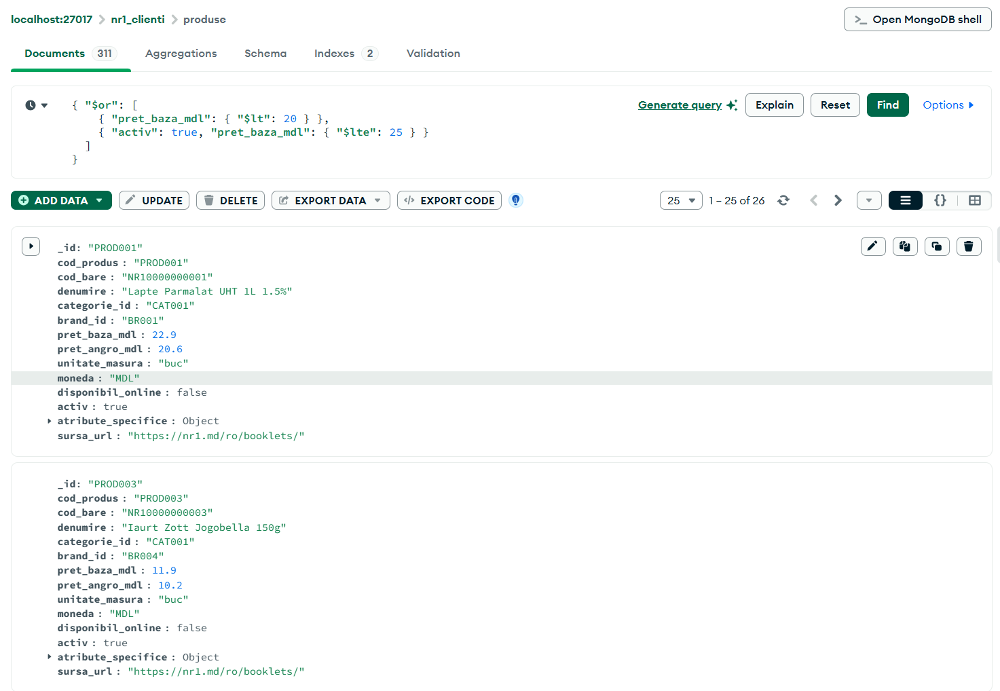 localhost:27017 > nr1_clienti > produse
>_ Open MongoDB shell
Documents 311 Aggregations Schema Indexes 2 Validation
{ "$or": [
{ "pret_baza_mdl": { "$lt": 20 } },
{ "activ": true, "pret_baza_mdl": { "$lte": 25 } }
]
}
Generate query Explain Reset Find Options
ADD DATA UPDATE DELETE EXPORT DATA </> EXPORT CODE 25 1 – 25 of 26 {}
_id: "PROD001"
cod_produs : "PROD001"
cod_bare : "NR10000000001"
denumire : "Lapte Parmalat UHT 1L 1.5%"
categorie_id : "CAT001"
brand_id : "BR001"
pret_baza_mdl : 22.9
pret_angro_mdl : 20.6
unitate_masura : "buc"
moneda : "MDL"
disponibil_online : false
activ : true
atribute_specifice : Object
sursa_url : "https://nr1.md/ro/booklets/"
_id: "PROD003"
cod_produs : "PROD003"
cod_bare : "NR10000000003"
denumire : "Iaurt Zott Jogobella 150g"
categorie_id : "CAT001"
brand_id : "BR004"
pret_baza_mdl : 11.9
pret_angro_mdl : 10.2
unitate_masura : "buc"
moneda : "MDL"
disponibil_online : false
activ : true
atribute_specifice : Object
sursa_url : "https://nr1.md/ro/booklets/"